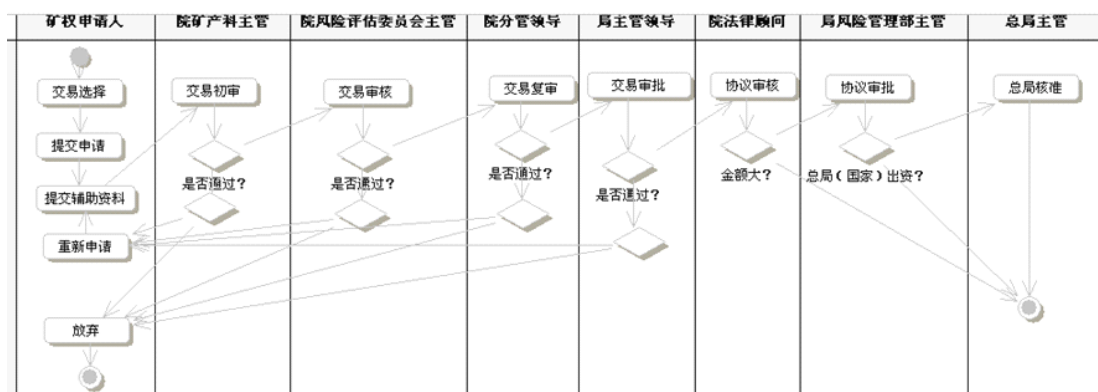 矿权申请人 院矿产科主管 院风险评估委员会主管 院分管领导 局主管领导 院法律顾问 局风险管理部主管 总局主管
交易选择 交易初审 交易审核 交易复审 交易审批 协议审核 协议审批 总局核准
提交申请
是否通过? 是否通过? 是否通过? 是否通过? 金额大? 总局(国家)出资?
提交辅助资料
重新申请
放弃